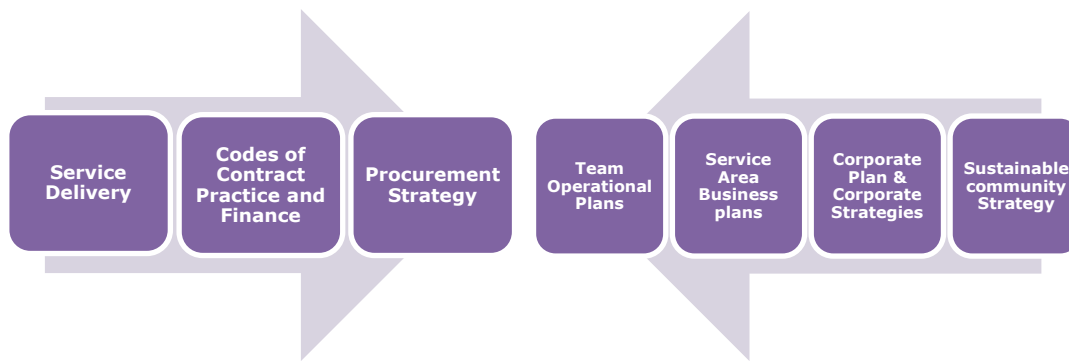 Service
Delivery
Codes of
Contract
Practice and
Finance
Procurement
Strategy
Team
Operational
Plans
Service
Area
Business
plans
Corporate
Plan &
Corporate
Strategies
Sustainable
community
Strategy